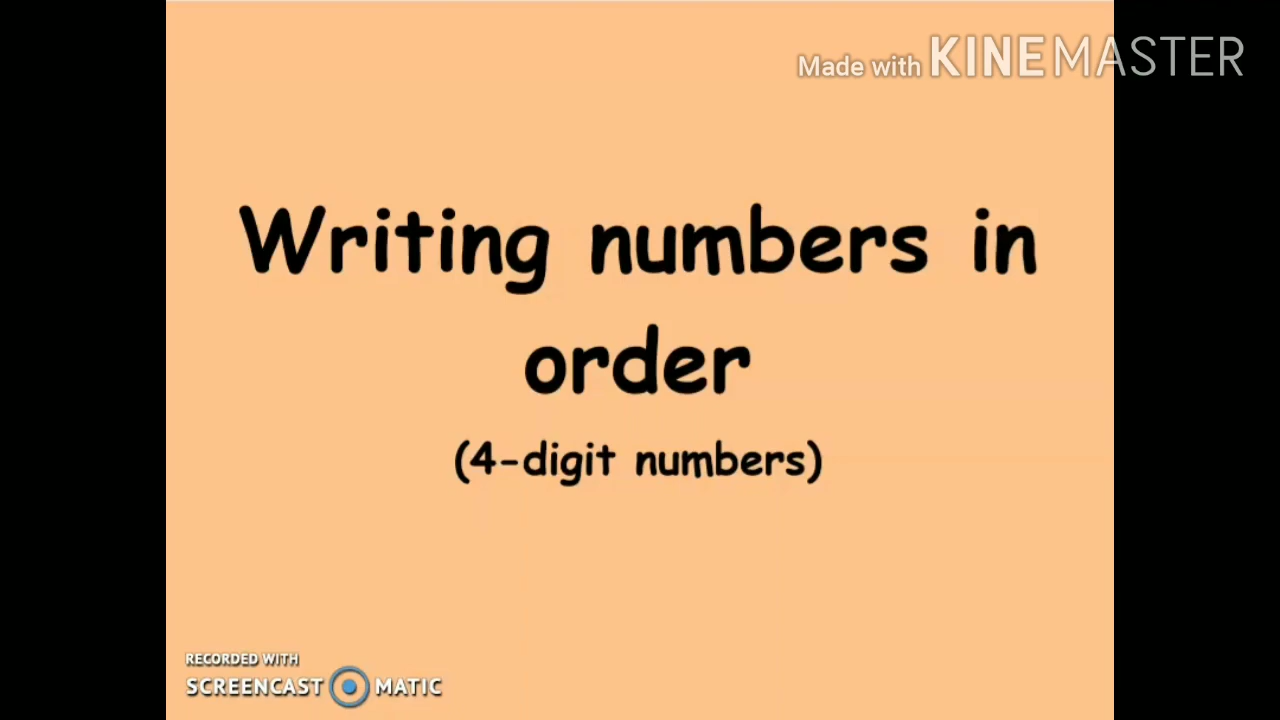 Made with KINEMASTER
Writing numbers in
order
(4-digit numbers)
RECORDED WITH
SCREENCAST MATIC